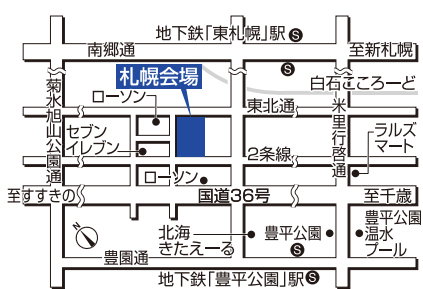 地下鉄「東札幌」駅 S
南郷通
至新札幌
札幌会場
S
白石こころーど
ローソン
東北通
菊水旭山公園通
米里行啓通
セブン
イレブン
ラルズ
マート
2条線
ローソン
至すすきの
国道36号
至千歳
北海
きたえーる
豊平公園
豊平公園
温水
プール
S
N
豊園通
地下鉄「豊平公園」駅 S